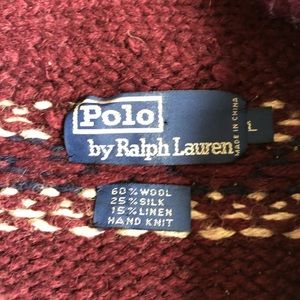 Polo
by Ralph Lauren
MADE IN CHINA
L
60% WOOL
25% SILK
15% LINEN
HAND KNIT